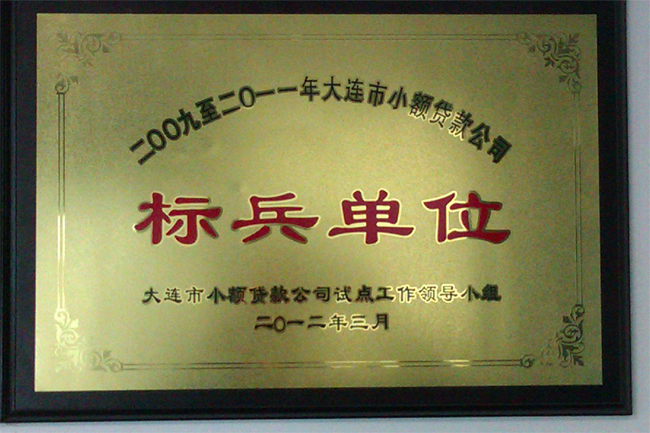 二〇〇九至二〇一一年大连市小额贷款公司
标兵单位
大连市小额贷款公司试点工作领导小组
二〇一二年三月